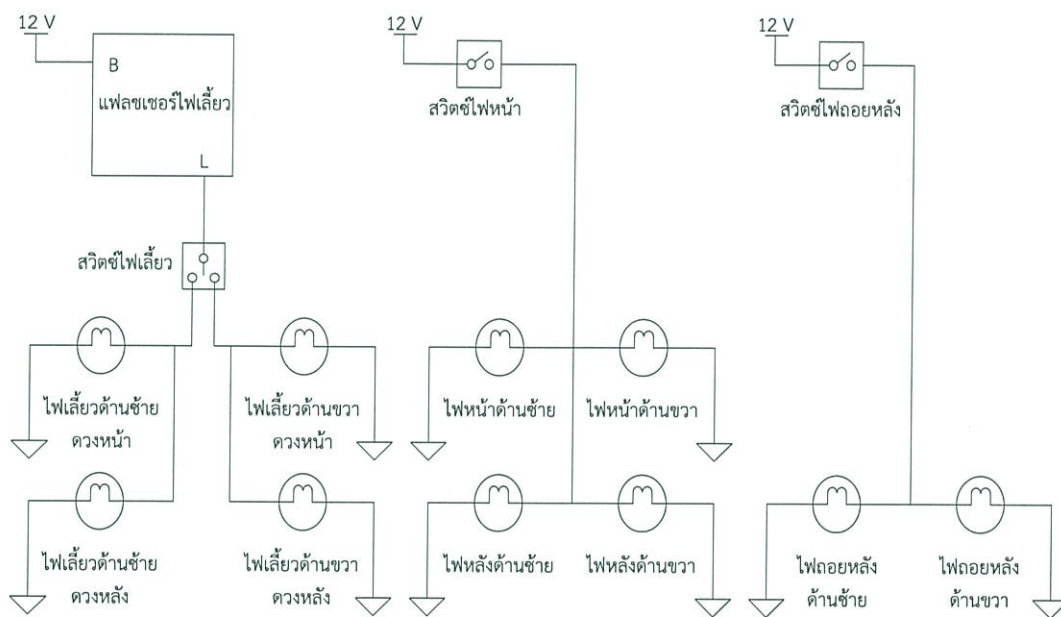 12 V
B
แฟลชเชอร์ไฟเลี้ยว
L
สวิตซ์ไฟเลี้ยว
ไฟเลี้ยวด้านซ้าย
ดวงหน้า
ไฟเลี้ยวด้านขวา
ดวงหน้า
ไฟเลี้ยวด้านซ้าย
ดวงหลัง
ไฟเลี้ยวด้านขวา
ดวงหลัง
12 V
สวิตซ์ไฟหน้า
ไฟหน้าด้านซ้าย
ไฟหน้าด้านขวา
ไฟหลังด้านซ้าย
ไฟหลังด้านขวา
12 V
สวิตซ์ไฟถอยหลัง
ไฟถอยหลัง
ด้านซ้าย
ไฟถอยหลัง
ด้านขวา